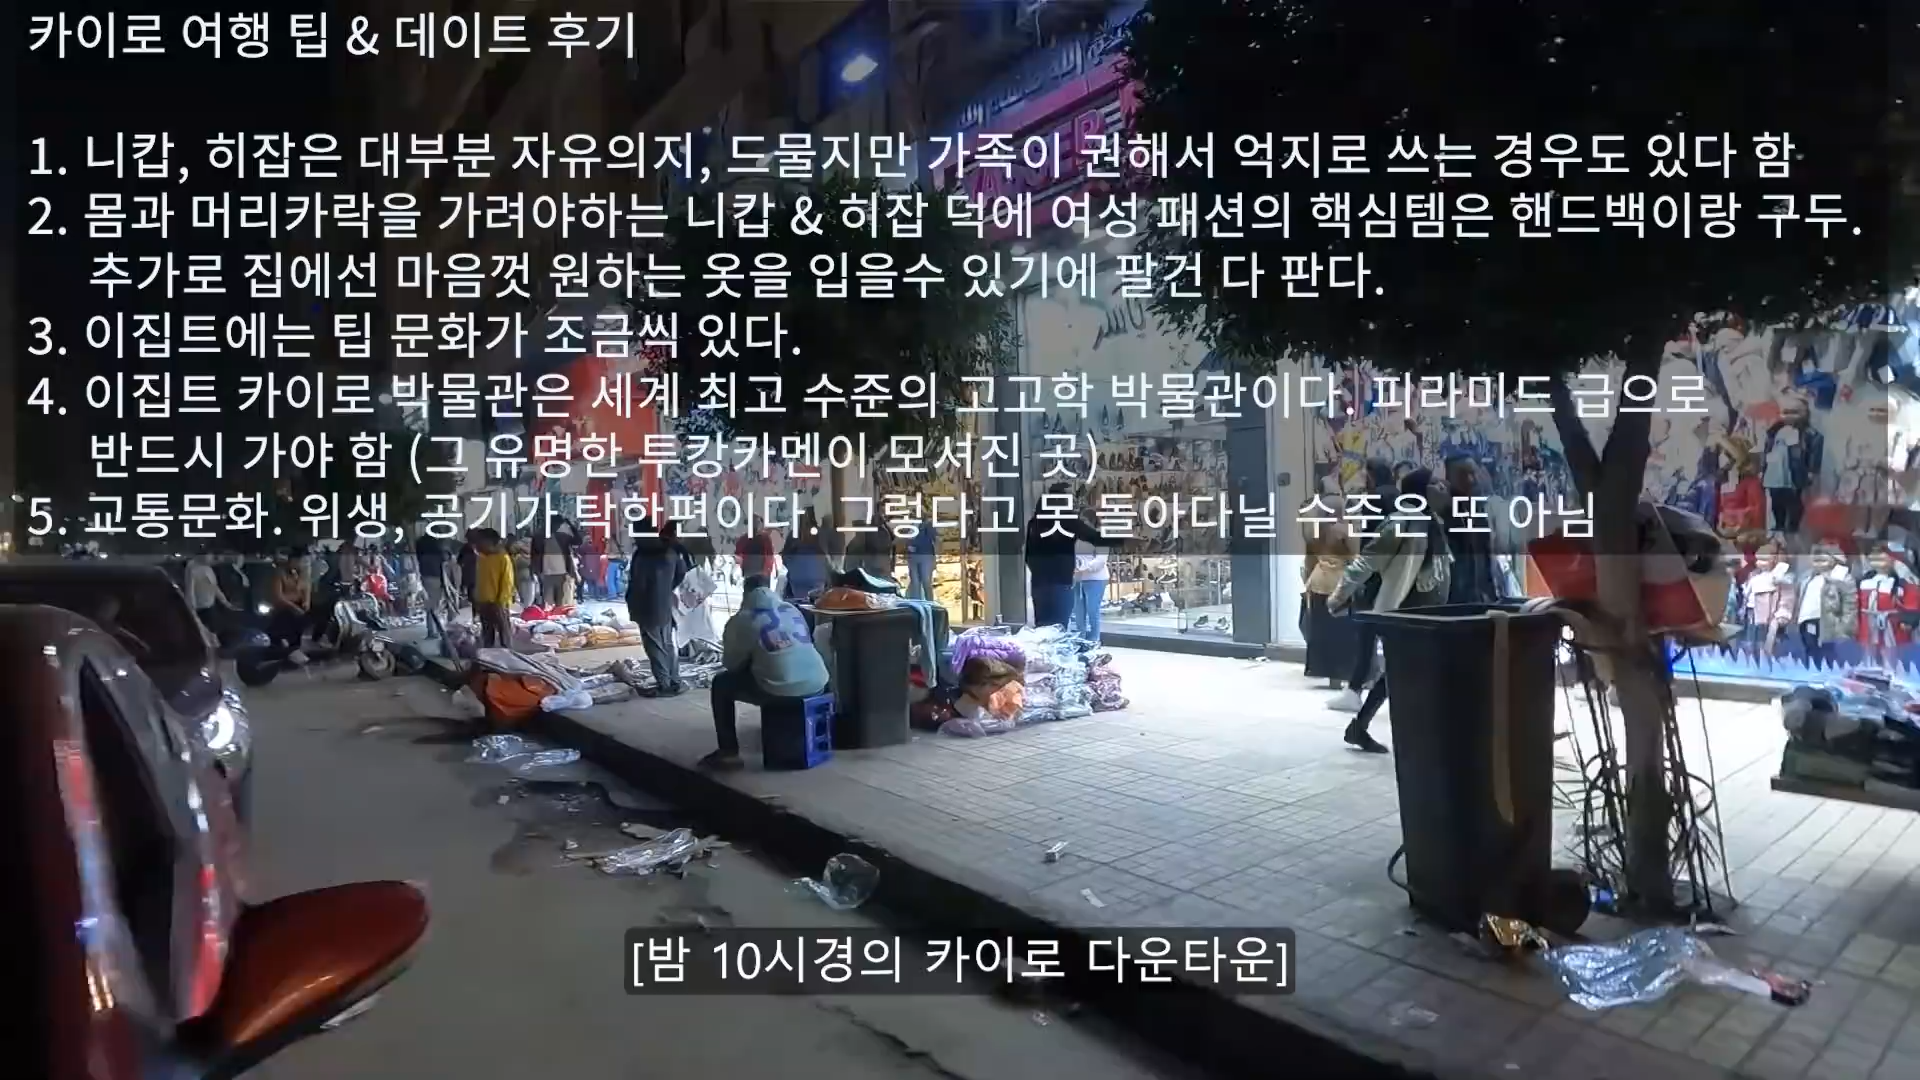 카이로 여행 팁 & 데이트 후기
1. 니캅, 히잡은 대부분 자유의지, 드물지만 가족이 권해서 억지로 쓰는 경우도 있다 함
2. 몸과 머리카락을 가려야하는 니캅 & 히잡 덕에 여성 패션의 핵심템은 핸드백이랑 구두.
추가로 집에선 마음껏 원하는 옷을 입을수 있기에 팔건 다 판다.
3. 이집트에는 팁 문화가 조금씩 있다.
4. 이집트 카이로 박물관은 세계 최고 수준의 고고학 박물관이다. 피라미드 급으로
반드시 가야 함 (그 유명한 투캉카멘이 모셔진 곳)
5. 교통문화. 위생, 공기가 탁한편이다. 그렇다고 못 돌아다닐 수준은 또 아님
23
[밤 10시경의 카이로 다운타운]